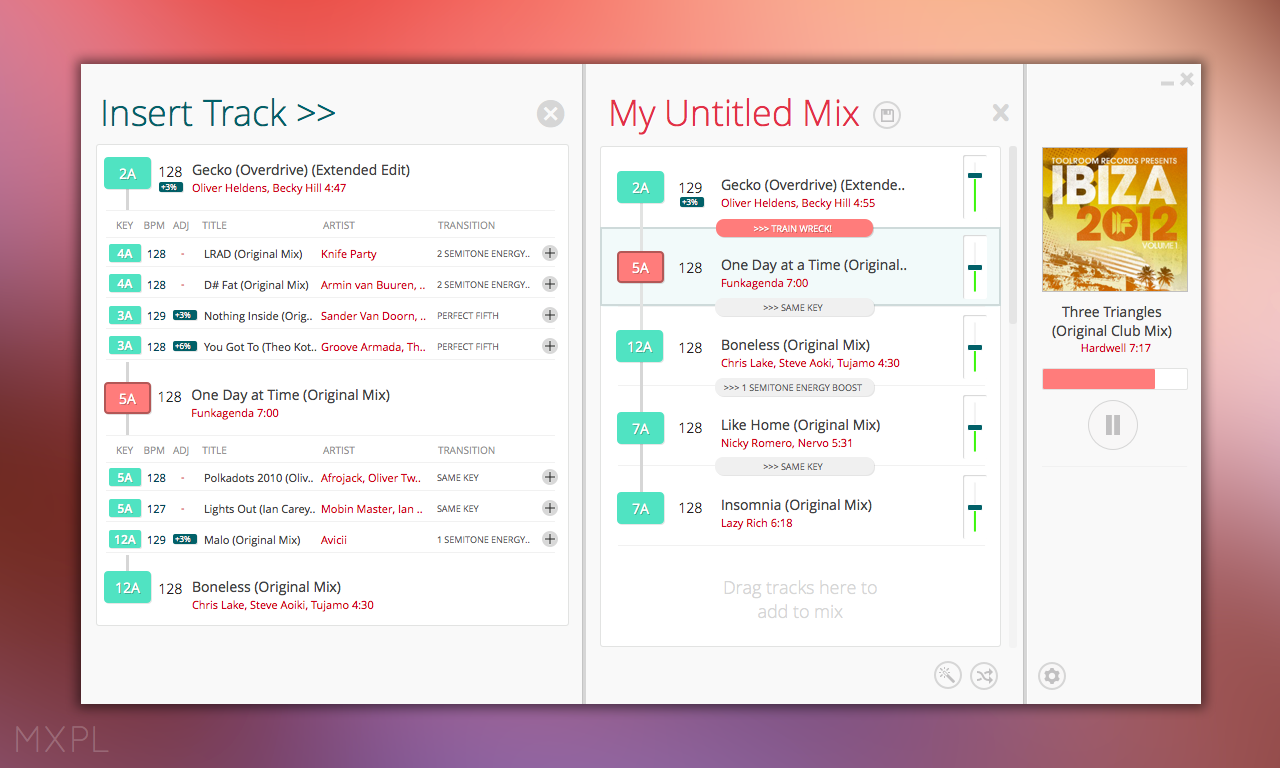 Insert Track >>
2A 128 Gecko (Overdrive) (Extended Edit)
+3% Oliver Heldens, Becky Hill 4:47
KEY BPM ADJ TITLE ARTIST TRANSITION
4A 128 - LRAD (Original Mix) Knife Party 2 SEMITONE ENERGY..
4A 128 - D# Fat (Original Mix) Armin van Buuren, .. 2 SEMITONE ENERGY..
3A 129 +3% Nothing Inside (Orig.. Sander Van Doorn, .. PERFECT FIFTH
3A 128 +6% You Got To (Theo Kot.. Groove Armada, Th.. PERFECT FIFTH
5A 128 One Day at Time (Original Mix)
Funkagenda 7:00
KEY BPM ADJ TITLE ARTIST TRANSITION
5A 128 - Polkadots 2010 (Oliv.. Afrojack, Oliver Tw.. SAME KEY
5A 127 - Lights Out (Ian Carey.. Mobin Master, Ian .. SAME KEY
12A 129 +3% Malo (Original Mix) Avicii 1 SEMITONE ENERGY..
12A 128 Boneless (Original Mix)
Chris Lake, Steve Aoiki, Tujamo 4:30
My Untitled Mix
2A 129 Gecko (Overdrive) (Extende..
+3% Oliver Heldens, Becky Hill 4:55
>>> TRAIN WRECK!
5A 128 One Day at a Time (Original..
Funkagenda 7:00
>>> SAME KEY
12A 128 Boneless (Original Mix)
Chris Lake, Steve Aoki, Tujamo 4:30
>>> 1 SEMITONE ENERGY BOOST
7A 128 Like Home (Original Mix)
Nicky Romero, Nervo 5:31
>>> SAME KEY
7A 128 Insomnia (Original Mix)
Lazy Rich 6:18
Drag tracks here to
add to mix
TOOLROOM RECORDS PRESENTS
IBIZA
2012
VOLUME 1
Three Triangles
(Original Club Mix)
Hardwell 7:17
MXPL